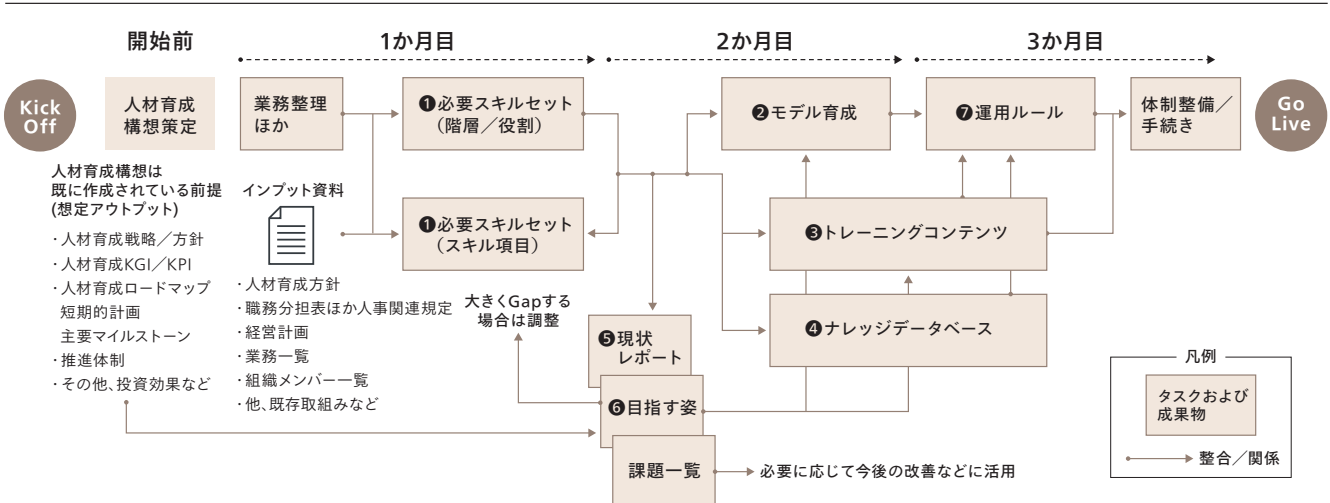 開始前
1か月目
2か月目
3か月目
Kick
Off
人材育成
構想策定
業務整理
ほか
❶必要スキルセット
（階層／役割）
❷モデル育成
❼運用ルール
体制整備／
手続き
Go
Live
人材育成構想は
既に作成されている前提
(想定アウトプット)
・人材育成戦略／方針
・人材育成KGI／KPI
・人材育成ロードマップ
短期的計画
主要マイルストーン
・推進体制
・その他、投資効果など
インプット資料
・人材育成方針
・職務分担表ほか人事関連規定
・経営計画
・業務一覧
・組織メンバー一覧
・他、既存取組みなど
❶必要スキルセット
（スキル項目）
❸トレーニングコンテンツ
❹ナレッジデータベース
大きくGapする
場合は調整
❺現状
レポート
❻目指す姿
課題一覧
必要に応じて今後の改善などに活用
凡例
タスクおよび
成果物
整合／関係